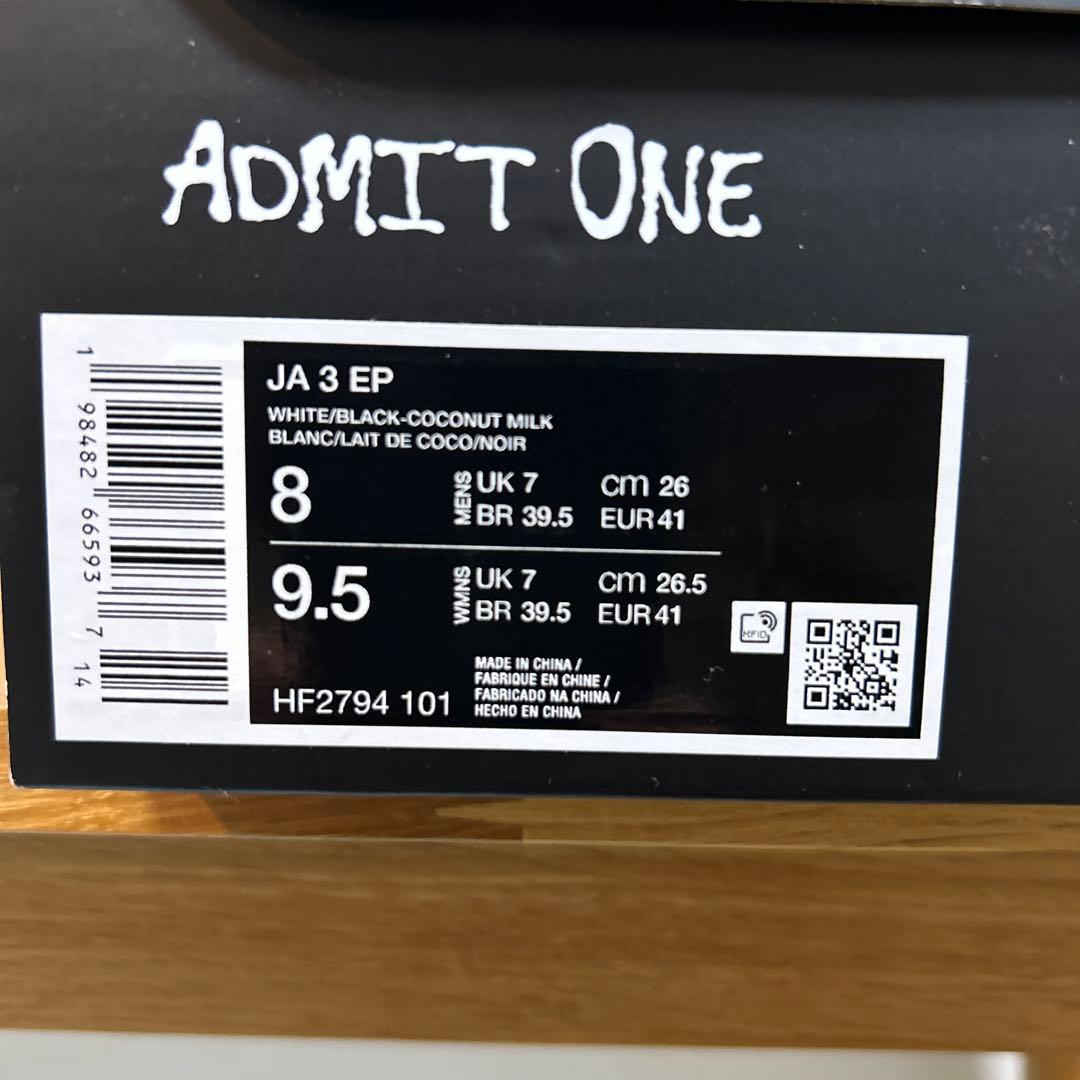 ADMIT ONE
JA 3 EP
WHITE/BLACK-COCONUT MILK
BLANC/LAIT DE COCO/NOIR
8
MENS
UK 7 cm 26
BR 39.5 EUR 41
9.5
WMNS
UK 7 cm 26.5
BR 39.5 EUR 41
HF2794 101
MADE IN CHINA /
FABRIQUE EN CHINE /
FABRICADO NA CHINA /
HECHO EN CHINA
RFID
1 98482 66593 7 14